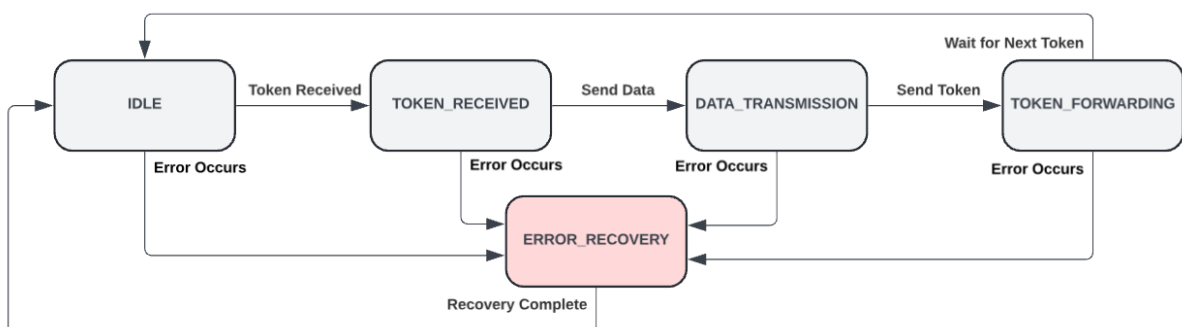 Wait for Next Token
IDLE
Token Received
TOKEN_RECEIVED
Send Data
DATA_TRANSMISSION
Send Token
TOKEN_FORWARDING
Error Occurs
Error Occurs
Error Occurs
Error Occurs
ERROR_RECOVERY
Recovery Complete